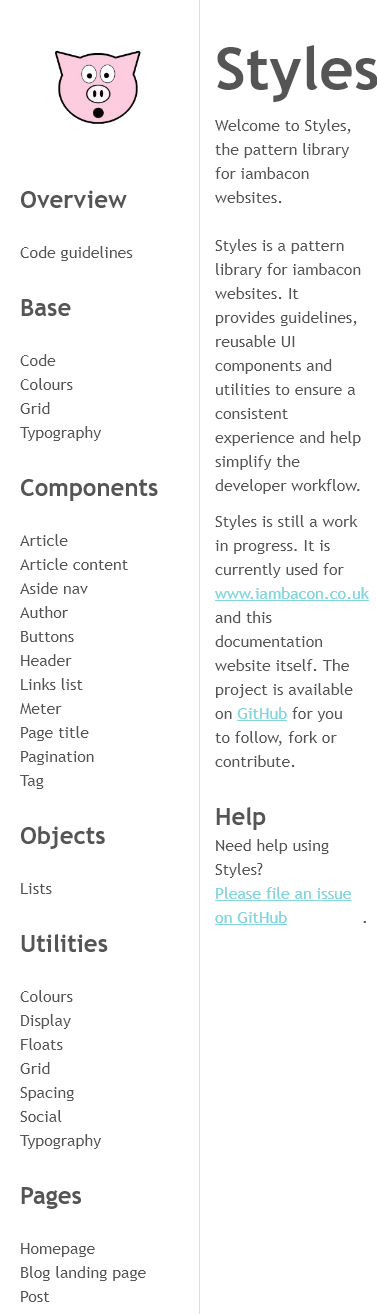 Overview
Code guidelines
Base
Code
Colours
Grid
Typography
Components
Article
Article content
Aside nav
Author
Buttons
Header
Links list
Meter
Page title
Pagination
Tag
Objects
Lists
Utilities
Colours
Display
Floats
Grid
Spacing
Social
Typography
Pages
Homepage
Blog landing page
Post
Styles
Welcome to Styles,
the pattern library
for iambacon
websites.
Styles is a pattern
library for iambacon
websites. It
provides guidelines,
reusable UI
components and
utilities to ensure a
consistent
experience and help
simplify the
developer workflow.
Styles is still a work
in progress. It is
currently used for
www.iambacon.co.uk
and this
documentation
website itself. The
project is available
on GitHub for you
to follow, fork or
contribute.
Help
Need help using
Styles?
Please file an issue
on GitHub .